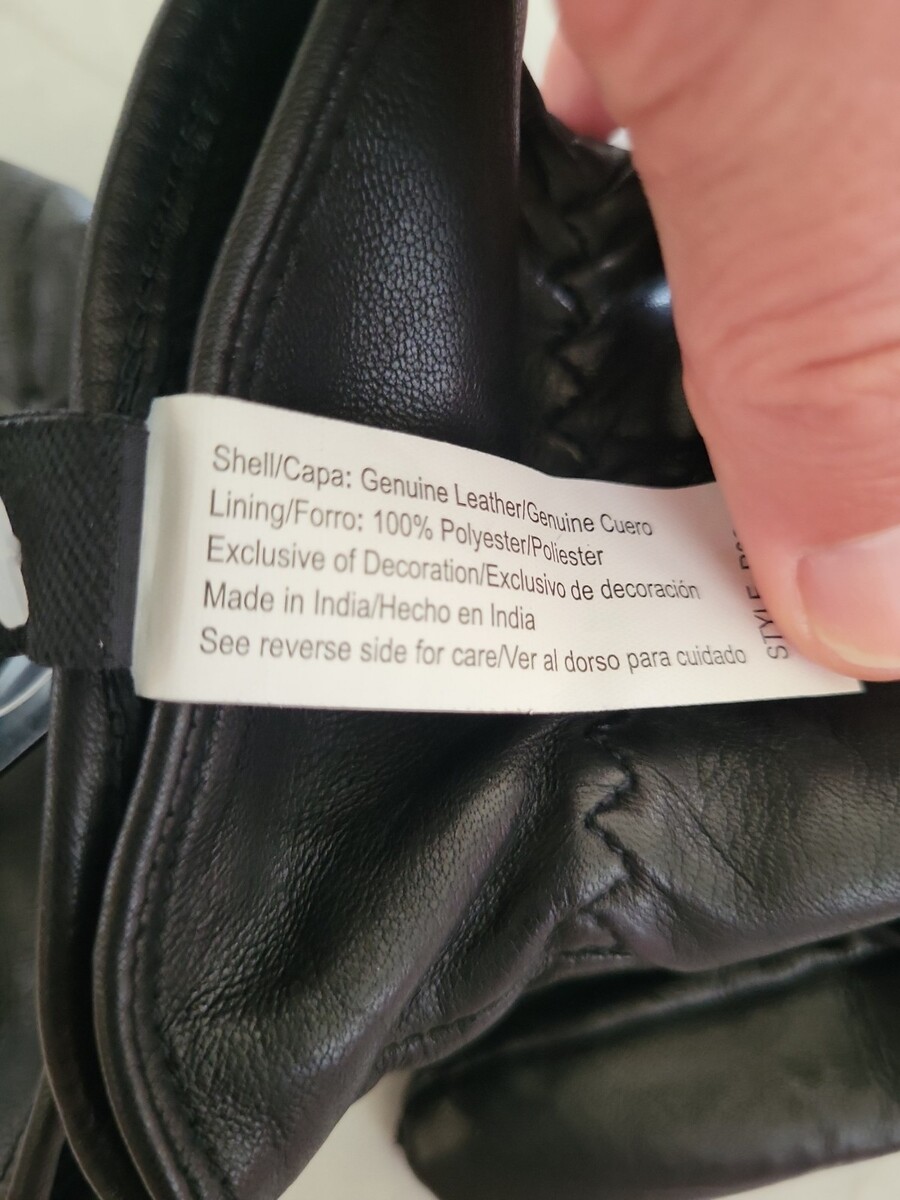 Shell/Capa: Genuine Leather/Genuine Cuero
Lining/Forro: 100% Polyester/Poliester
Exclusive of Decoration/Exclusivo de decoración
Made in India/Hecho en India
See reverse side for care/Ver al dorso para cuidado
STYLE